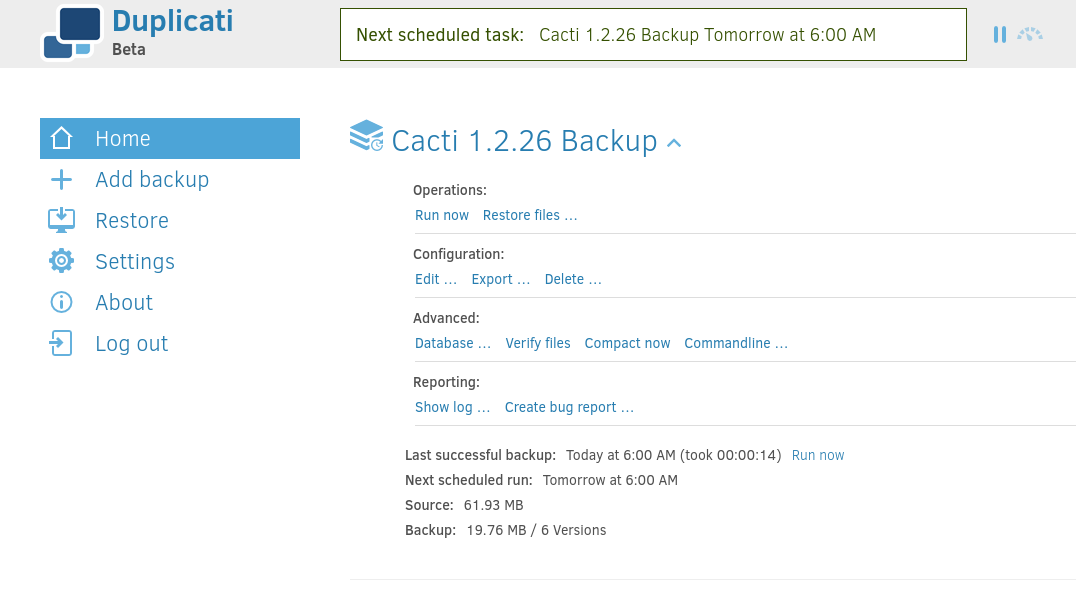 Duplicati
Beta
Next scheduled task: Cacti 1.2.26 Backup Tomorrow at 6:00 AM
Home
Add backup
Restore
Settings
About
Log out
Cacti 1.2.26 Backup
Operations:
Run now Restore files ...
Configuration:
Edit ... Export ... Delete ...
Advanced:
Database ... Verify files Compact now Commandline ...
Reporting:
Show log ... Create bug report ...
Last successful backup: Today at 6:00 AM (took 00:00:14) Run now
Next scheduled run: Tomorrow at 6:00 AM
Source: 61.93 MB
Backup: 19.76 MB / 6 Versions